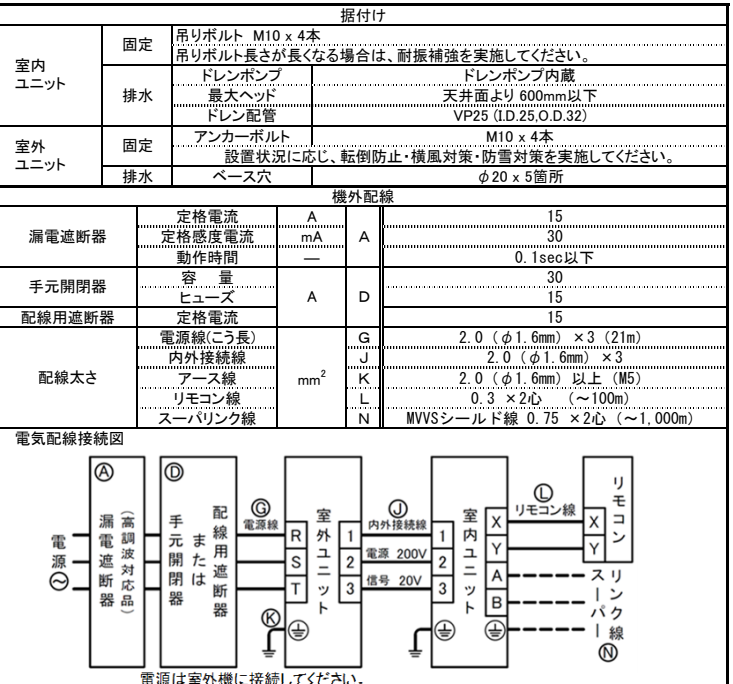 据付け
室内
ユニット
固定
吊りボルト M10 x 4本
吊りボルト長さが長くなる場合は、耐振補強を実施してください。
排水
ドレンポンプ ドレンポンプ内蔵
最大ヘッド 天井面より 600mm以下
ドレン配管 VP25 (I.D.25,O.D.32)
室外
ユニット
固定
アンカーボルト M10 x 4本
設置状況に応じ、転倒防止・横風対策・防雪対策を実施してください。
排水 ベース穴 φ20 x 5箇所
機外配線
漏電遮断器
定格電流 A A 15
定格感度電流 mA 30
動作時間 ― 0.1sec以下
手元開閉器
容 量 A D 30
ヒューズ 15
配線用遮断器 定格電流 15
配線太さ mm2
電源線(こう長) G 2.0 (φ1.6mm) ×3 (21m)
内外接続線 J 2.0 (φ1.6mm) ×3
アース線 K 2.0 (φ1.6mm) 以上 (M5)
リモコン線 L 0.3 ×2心 (～100m)
スーパリンク線 N MVVSシールド線 0.75 ×2心 (～1,000m)
電気配線接続図
電源～
Ⓐ
漏電遮断器
(高調波対応品)
Ⓓ
手元開閉器
または
配線用遮断器
Ⓖ
電源線
Ⓚ
R
S
T
室外ユニット
1
2
3
Ⓙ
内外接続線
電源 200V
信号 20V
1
2
3
室内ユニット
X
Y
A
B
Ⓛ
リモコン線
X
Y
リモコン
スーパー
リンク線
Ⓝ
電源は室外機に接続してください。